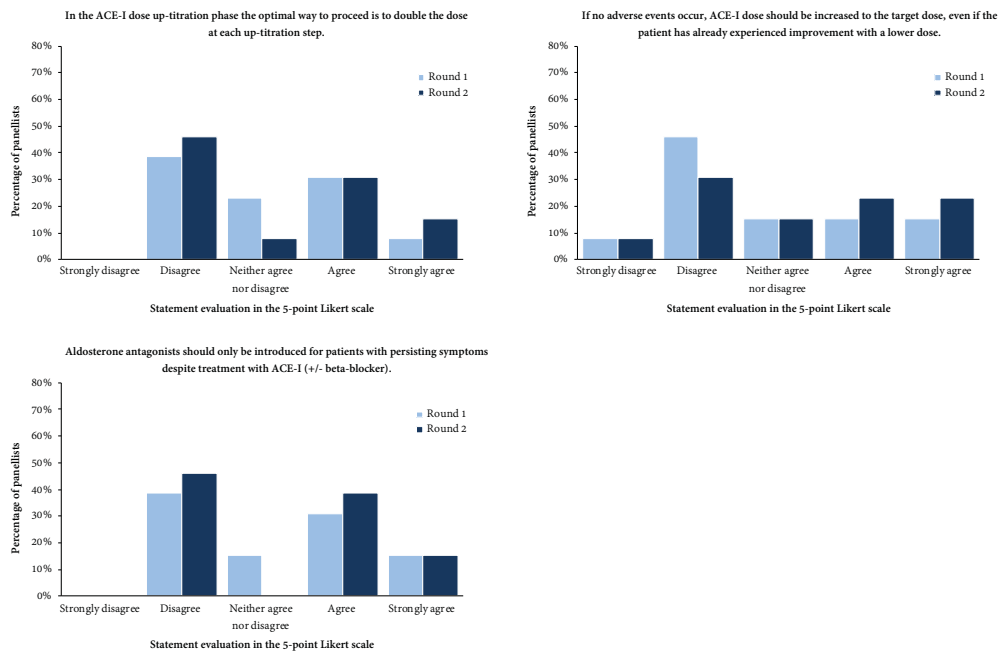 In the ACE-I dose up-titration phase the optimal way to proceed is to double the dose
at each up-titration step.
80%
70%
60%
50%
40%
30%
20%
10%
0%
Percentage of panellists
Round 1
Round 2
Strongly disagree Disagree Neither agree Agree Strongly agree
nor disagree
Statement evaluation in the 5-point Likert scale
If no adverse events occur, ACE-I dose should be increased to the target dose, even if the
patient has already experienced improvement with a lower dose.
80%
70%
60%
50%
40%
30%
20%
10%
0%
Percentage of panellists
Round 1
Round 2
Strongly disagree Disagree Neither agree Agree Strongly agree
nor disagree
Statement evaluation in the 5-point Likert scale
Aldosterone antagonists should only be introduced for patients with persisting symptoms
despite treatment with ACE-I (+/- beta-blocker).
80%
70%
60%
50%
40%
30%
20%
10%
0%
Percentage of panellists
Round 1
Round 2
Strongly disagree Disagree Neither agree Agree Strongly agree
nor disagree
Statement evaluation in the 5-point Likert scale